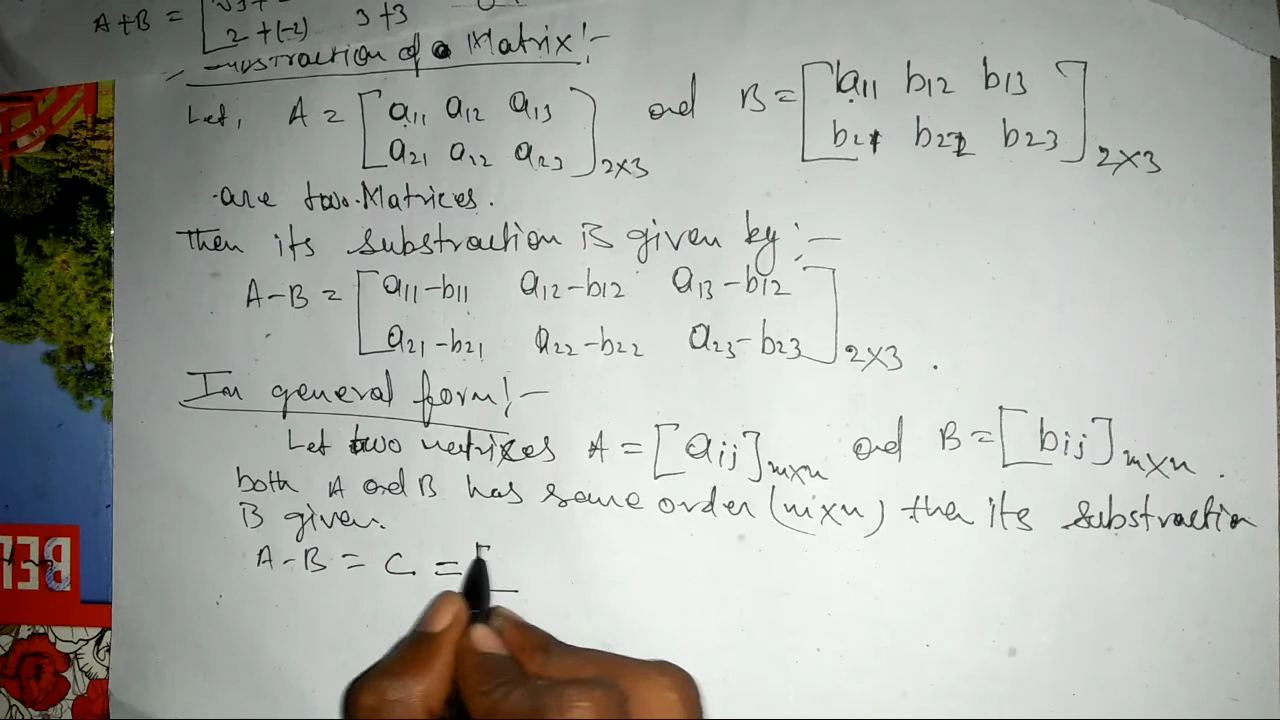 A+B = [√3+
2+(-2) 3+3
Substraction of a Matrix:-
Let, A = [a11 a12 a13 and B = [b11 b12 b13
a21 a12 a23]2×3 b21 b22 b23]2×3
are two Matrices.
Then its substraction is given by:-
A-B = [a11-b11 a12-b12 a13-b12
a21-b21 a22-b22 a23-b23]2×3 .
In general form:-
Let two matrixes A = [aij]m×n and B = [bij]m×n .
both A and B has same order (m×n) then its substraction
is given.
A-B = C = [